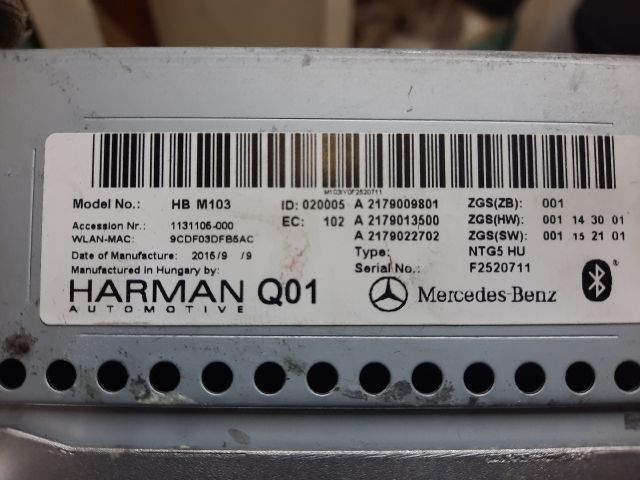 M103IY0F2520711
Model No.: HB M103 ID: 020005 A 2179009801 ZGS(ZB): 001
Accession Nr.: 1131106-000 EC: 102 A 2179013500 ZGS(HW): 001 14 30 01
WLAN-MAC: 9CDF03DFB5AC A 2179022702 ZGS(SW): 001 15 21 01
Date of Manufacture: 2015/9 /9 Type: NTG5 HU
Manufactured in Hungary by: Serial No.: F2520711
HARMAN Q01 Mercedes-Benz
AUTOMOTIVE